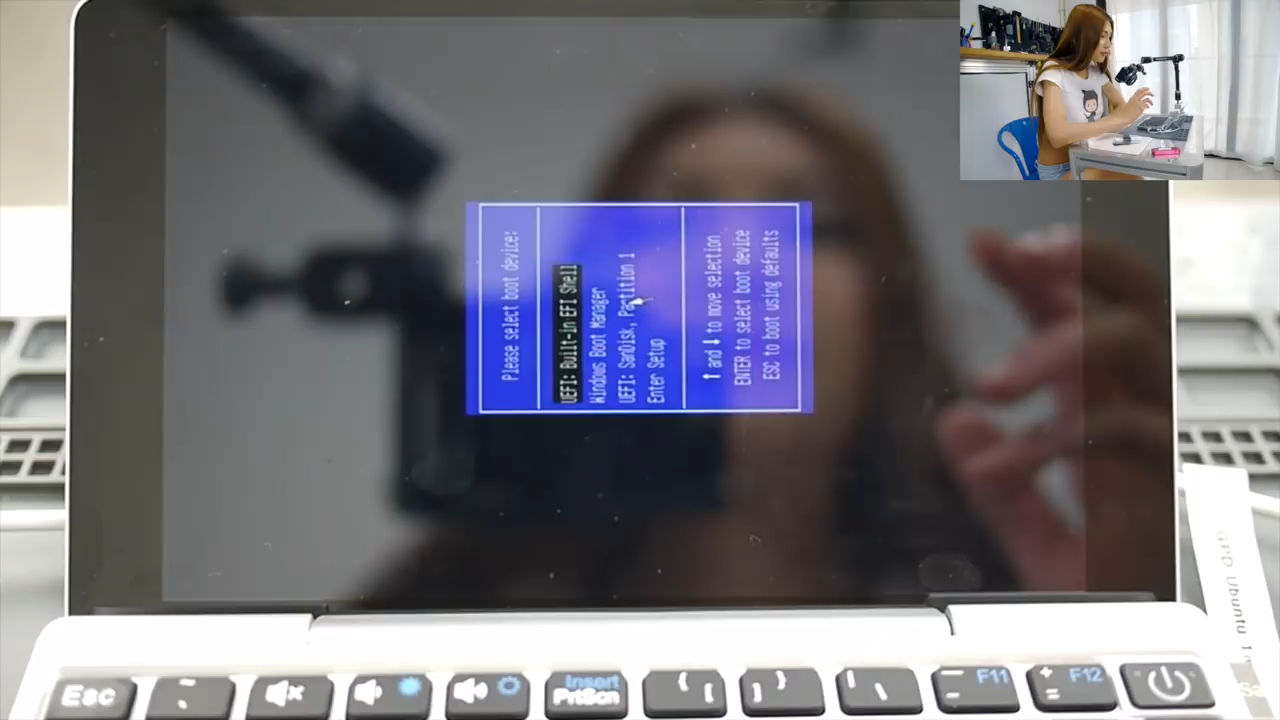 Please select boot device:
UEFI: Built-in EFI Shell
Windows Boot Manager
UEFI: SanDisk, Partition 1
Enter Setup
↑ and ↓ to move selection
ENTER to select boot device
ESC to boot using defaults
GPD Ubuntu
Esc
Insert
PrtScn
F11
F12